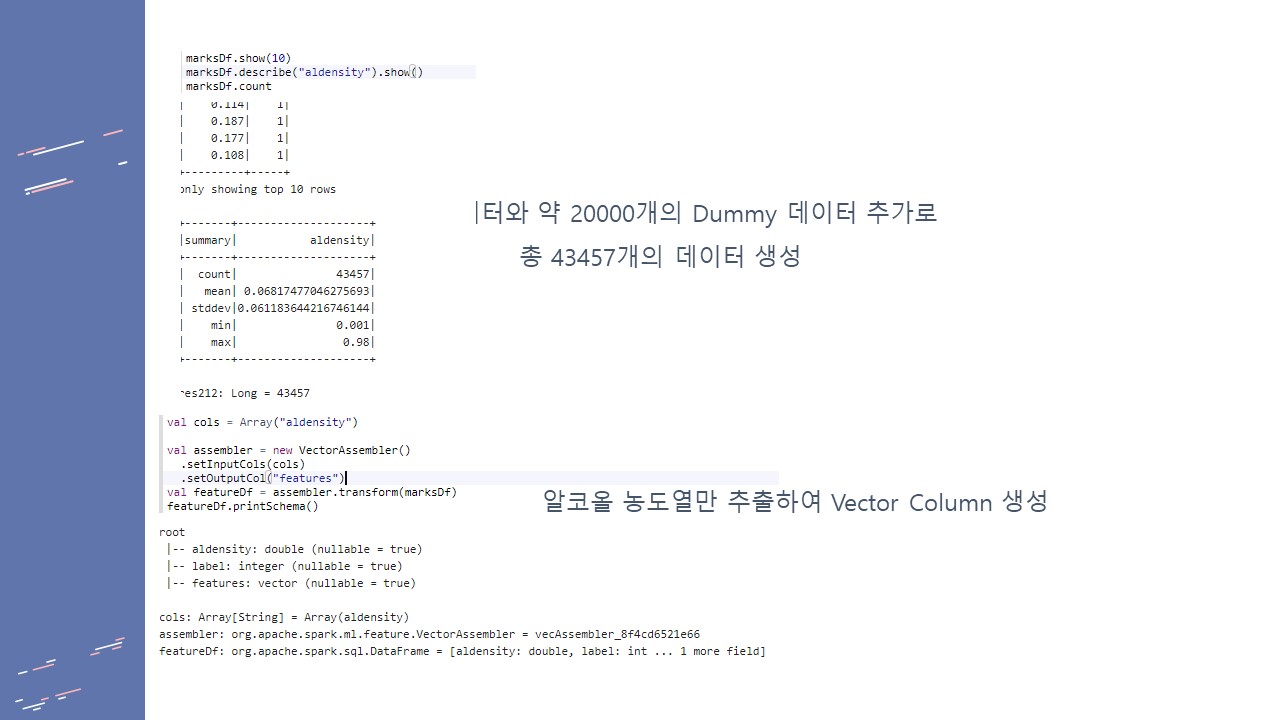 marksDf.show(10)
marksDf.describe("aldensity").show()
marksDf.count
| 0.114| 1|
| 0.187| 1|
| 0.177| 1|
| 0.108| 1|
+---------+-----+
only showing top 10 rows
터와 약 20000개의 Dummy 데이터 추가로
총 43457개의 데이터 생성
+-------+--------------------+
|summary| aldensity|
+-------+--------------------+
| count| 43457|
| mean| 0.06817477046275693|
| stddev|0.061183644216746144|
| min| 0.001|
| max| 0.98|
+-------+--------------------+
res212: Long = 43457
val cols = Array("aldensity")
val assembler = new VectorAssembler()
.setInputCols(cols)
.setOutputCol("features")
val featureDf = assembler.transform(marksDf)
featureDf.printSchema()
알코올 농도열만 추출하여 Vector Column 생성
root
|-- aldensity: double (nullable = true)
|-- label: integer (nullable = true)
|-- features: vector (nullable = true)
cols: Array[String] = Array(aldensity)
assembler: org.apache.spark.ml.feature.VectorAssembler = vecAssembler_8f4cd6521e66
featureDf: org.apache.spark.sql.DataFrame = [aldensity: double, label: int ... 1 more field]